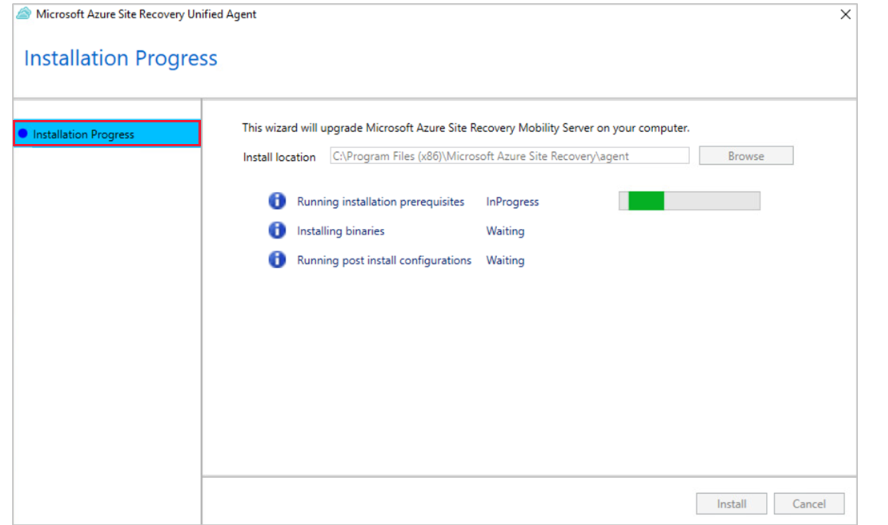 Microsoft Azure Site Recovery Unified Agent
Installation Progress
Installation Progress
This wizard will upgrade Microsoft Azure Site Recovery Mobility Server on your computer.
Install location C:\Program Files (x86)\Microsoft Azure Site Recovery\agent Browse
Running installation prerequisites InProgress
Installing binaries Waiting
Running post install configurations Waiting
Install Cancel